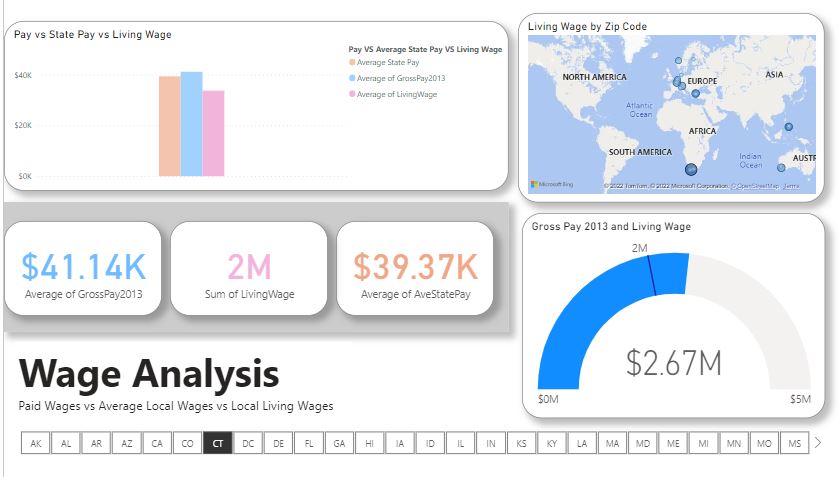 Pay vs State Pay vs Living Wage
Pay VS Average State Pay VS Living Wage
Average State Pay
Average of GrossPay2013
Average of LivingWage
$40K
$20K
$0K
Living Wage by Zip Code
NORTH AMERICA
EUROPE
ASIA
Atlantic
Ocean
AFRICA
SOUTH AMERICA
Indian
Ocean
AUSTR
Microsoft Bing
© 2022 TomTom, © 2022 Microsoft Corporation, © OpenStreetMap Terms
$41.14K
Average of GrossPay2013
2M
Sum of LivingWage
$39.37K
Average of AveStatePay
Gross Pay 2013 and Living Wage
2M
$2.67M
$0M
$5M
Wage Analysis
Paid Wages vs Average Local Wages vs Local Living Wages
AK AL AR AZ CA CO CT DC DE FL GA HI IA ID IL IN KS KY LA MA MD ME MI MN MO MS